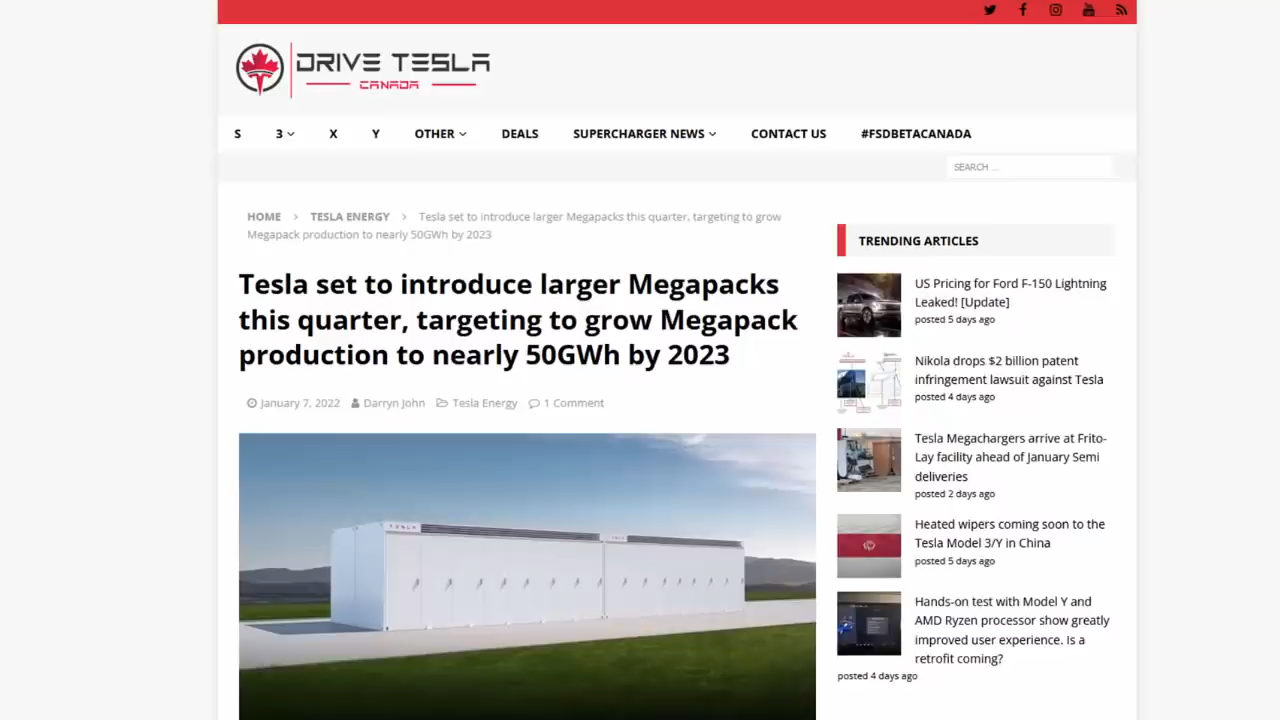 DRIVE TESLA
CANADA
S 3 X Y OTHER DEALS SUPERCHARGER NEWS CONTACT US #FSDBETACANADA
SEARCH …
HOME › TESLA ENERGY › Tesla set to introduce larger Megapacks this quarter, targeting to grow
Megapack production to nearly 50GWh by 2023
Tesla set to introduce larger Megapacks
this quarter, targeting to grow Megapack
production to nearly 50GWh by 2023
January 7, 2022 Darryn John Tesla Energy 1 Comment
TESLA
TRENDING ARTICLES
US Pricing for Ford F-150 Lightning
Leaked! [Update]
posted 5 days ago
Nikola drops $2 billion patent
infringement lawsuit against Tesla
posted 4 days ago
Tesla Megachargers arrive at Frito-
Lay facility ahead of January Semi
deliveries
posted 2 days ago
Heated wipers coming soon to the
Tesla Model 3/Y in China
posted 5 days ago
Hands-on test with Model Y and
AMD Ryzen processor show greatly
improved user experience. Is a
retrofit coming?
posted 4 days ago